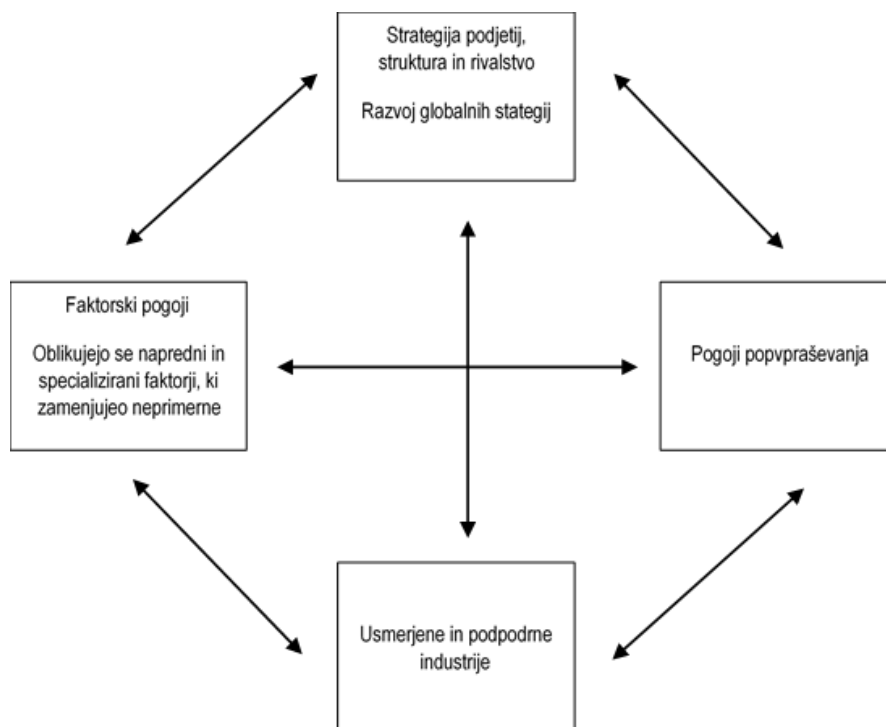 Strategija podjetij,
struktura in rivalstvo
Razvoj globalnih stategij
Faktorski pogoji
Oblikujejo se napredni in
specializirani faktorji, ki
zamenjujeo neprimerne
Pogoji popvpraševanja
Usmerjene in podpodrne
industrije